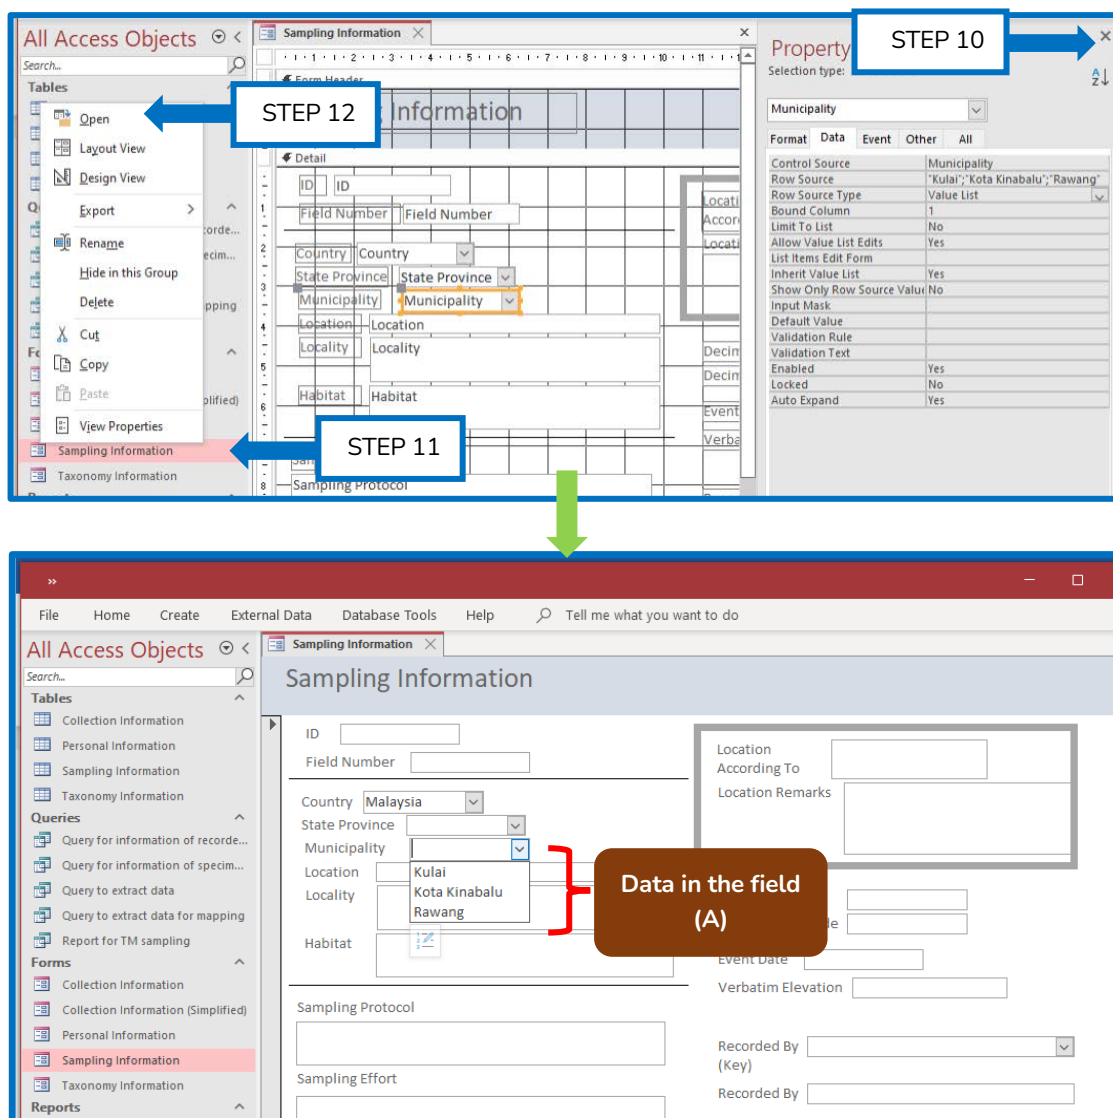 All Access Objects
Search...
Tables
Open
Layout View
Design View
Export
Rename
Hide in this Group
Delete
Cut
Copy
Paste
View Properties
Sampling Information
Taxonomy Information
STEP 12
STEP 11
STEP 10
Sampling Information
1 2 3 4 5 6 7 8 9 10 11
Form Header
Information
Detail
ID ID
Field Number Field Number
Country Country
State Province State Province
Municipality Municipality
Location Location
Locality Locality
Habitat Habitat
Sampling Protocol
Property
Selection type:
Municipality
Format Data Event Other All
Control Source Municipality
Row Source "Kulai";"Kota Kinabalu";"Rawang"
Row Source Type Value List
Bound Column 1
Limit To List No
Allow Value List Edits Yes
List Items Edit Form
Inherit Value List Yes
Show Only Row Source Value No
Input Mask
Default Value
Validation Rule
Validation Text
Enabled Yes
Locked No
Auto Expand Yes
File Home Create External Data Database Tools Help Tell me what you want to do
All Access Objects
Search...
Tables
Collection Information
Personal Information
Sampling Information
Taxonomy Information
Queries
Query for information of recorde...
Query for information of specim...
Query to extract data
Query to extract data for mapping
Report for TM sampling
Forms
Collection Information
Collection Information (Simplified)
Personal Information
Sampling Information
Taxonomy Information
Reports
Sampling Information
Sampling Information
ID
Field Number
Country Malaysia
State Province
Municipality
Kulai
Kota Kinabalu
Rawang
Location
Locality
Habitat
Sampling Protocol
Sampling Effort
Data in the field
(A)
Location
According To
Location Remarks
Event Date
Verbatim Elevation
Recorded By
(Key)
Recorded By